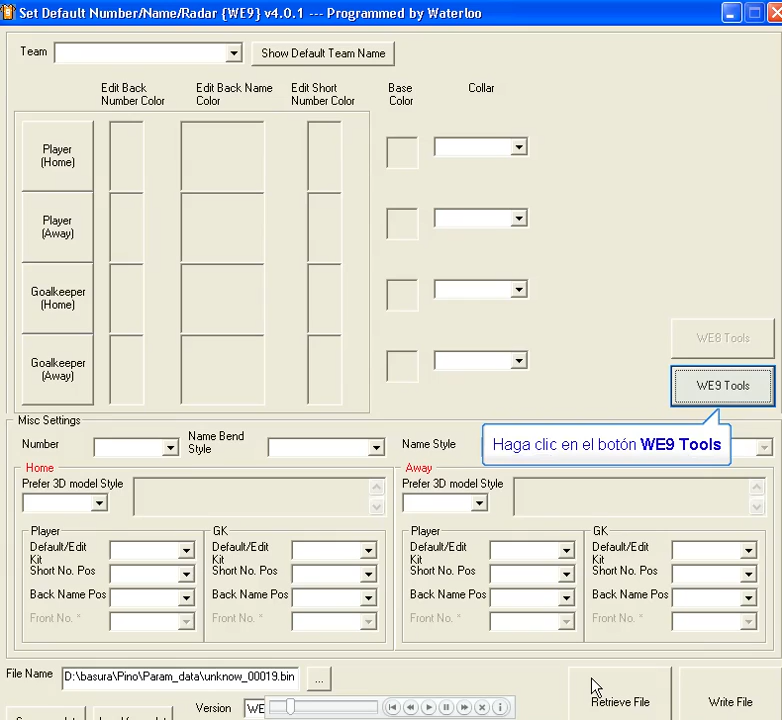 Set Default Number/Name/Radar {WE9} v4.0.1 --- Programmed by Waterloo
Team
Show Default Team Name
Edit Back
Number Color
Edit Back Name
Color
Edit Short
Number Color
Base
Color
Collar
Player
(Home)
Player
(Away)
Goalkeeper
(Home)
Goalkeeper
(Away)
WE8 Tools
WE9 Tools
Haga clic en el botón WE9 Tools
Misc Settings
Number
Name Bend
Style
Name Style
Home
Prefer 3D model Style
Player
Default/Edit
Kit
Short No. Pos
Back Name Pos
Front No. *
GK
Default/Edit
Kit
Short No. Pos
Back Name Pos
Front No. *
Away
Prefer 3D model Style
Player
Default/Edit
Kit
Short No. Pos
Back Name Pos
Front No. *
GK
Default/Edit
Kit
Short No. Pos
Back Name Pos
Front No. *
File Name
D:\basura\Pino\Param_data\unknow_00019.bin
...
Retrieve File
Write File
Version
WE